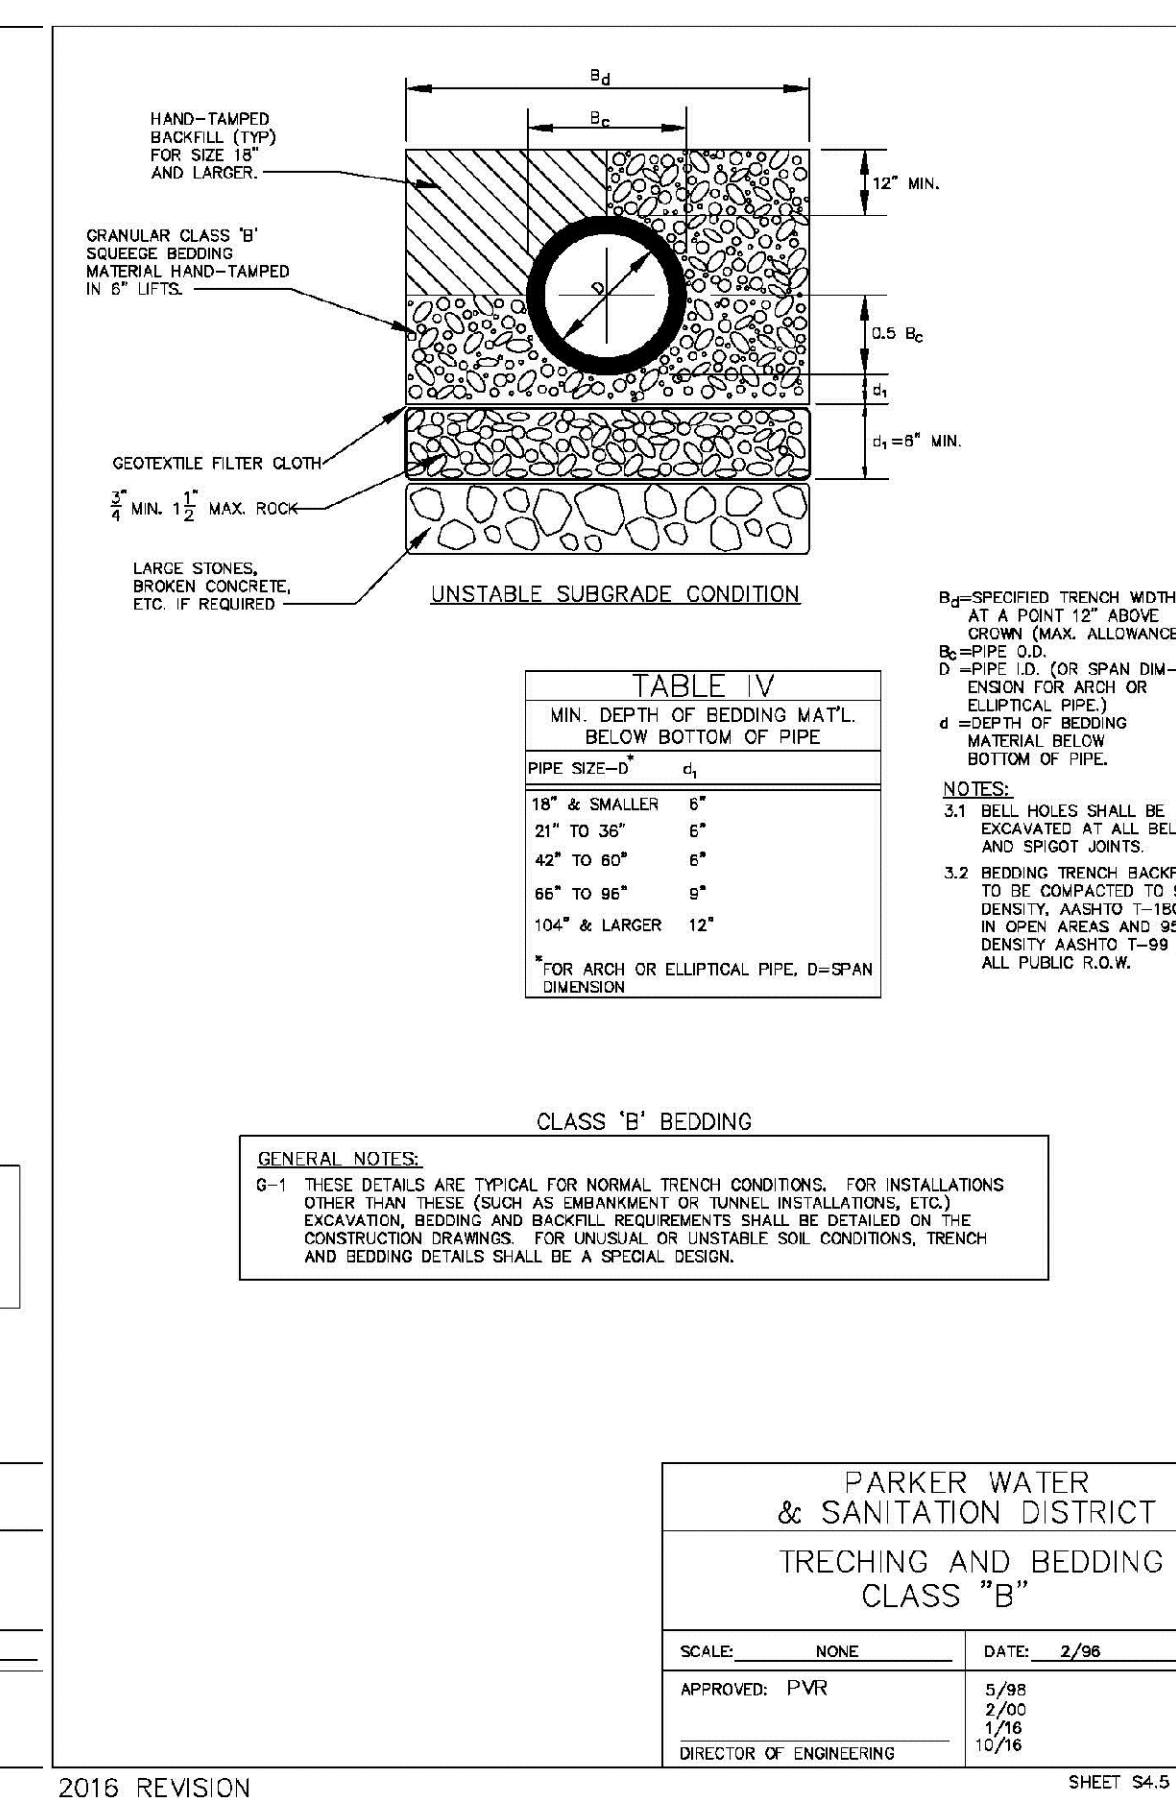 Bd
Bc
HAND-TAMPED
BACKFILL (TYP)
FOR SIZE 18"
AND LARGER.
12" MIN.
GRANULAR CLASS 'B'
SQUEEGE BEDDING
MATERIAL HAND-TAMPED
IN 6" LIFTS.
D
0.5 Bc
d1
d1=6" MIN.
GEOTEXTILE FILTER CLOTH
3/4" MIN. 1 1/2" MAX. ROCK
LARGE STONES,
BROKEN CONCRETE,
ETC. IF REQUIRED
UNSTABLE SUBGRADE CONDITION
Bd=SPECIFIED TRENCH WIDTH
AT A POINT 12" ABOVE
CROWN (MAX. ALLOWANCE
Bc=PIPE O.D.
D =PIPE I.D. (OR SPAN DIM-
ENSION FOR ARCH OR
ELLIPTICAL PIPE.)
d =DEPTH OF BEDDING
MATERIAL BELOW
BOTTOM OF PIPE.
NOTES:
3.1 BELL HOLES SHALL BE
EXCAVATED AT ALL BEL
AND SPIGOT JOINTS.
3.2 BEDDING TRENCH BACKF
TO BE COMPACTED TO
DENSITY, AASHTO T-180
IN OPEN AREAS AND 95
DENSITY AASHTO T-99
ALL PUBLIC R.O.W.
TABLE IV
MIN. DEPTH OF BEDDING MAT'L.
BELOW BOTTOM OF PIPE
PIPE SIZE-D* d1
18" & SMALLER 6"
21" TO 36" 6"
42" TO 60" 6"
66" TO 96" 9"
104" & LARGER 12"
*FOR ARCH OR ELLIPTICAL PIPE, D=SPAN
DIMENSION
CLASS 'B' BEDDING
GENERAL NOTES:
G-1 THESE DETAILS ARE TYPICAL FOR NORMAL TRENCH CONDITIONS. FOR INSTALLATIONS
OTHER THAN THESE (SUCH AS EMBANKMENT OR TUNNEL INSTALLATIONS, ETC.)
EXCAVATION, BEDDING AND BACKFILL REQUIREMENTS SHALL BE DETAILED ON THE
CONSTRUCTION DRAWINGS. FOR UNUSUAL OR UNSTABLE SOIL CONDITIONS, TRENCH
AND BEDDING DETAILS SHALL BE A SPECIAL DESIGN.
PARKER WATER
& SANITATION DISTRICT
TRECHING AND BEDDING
CLASS "B"
SCALE: NONE
DATE: 2/96
APPROVED: PVR
5/98
2/00
1/16
10/16
DIRECTOR OF ENGINEERING
2016 REVISION
SHEET S4.5